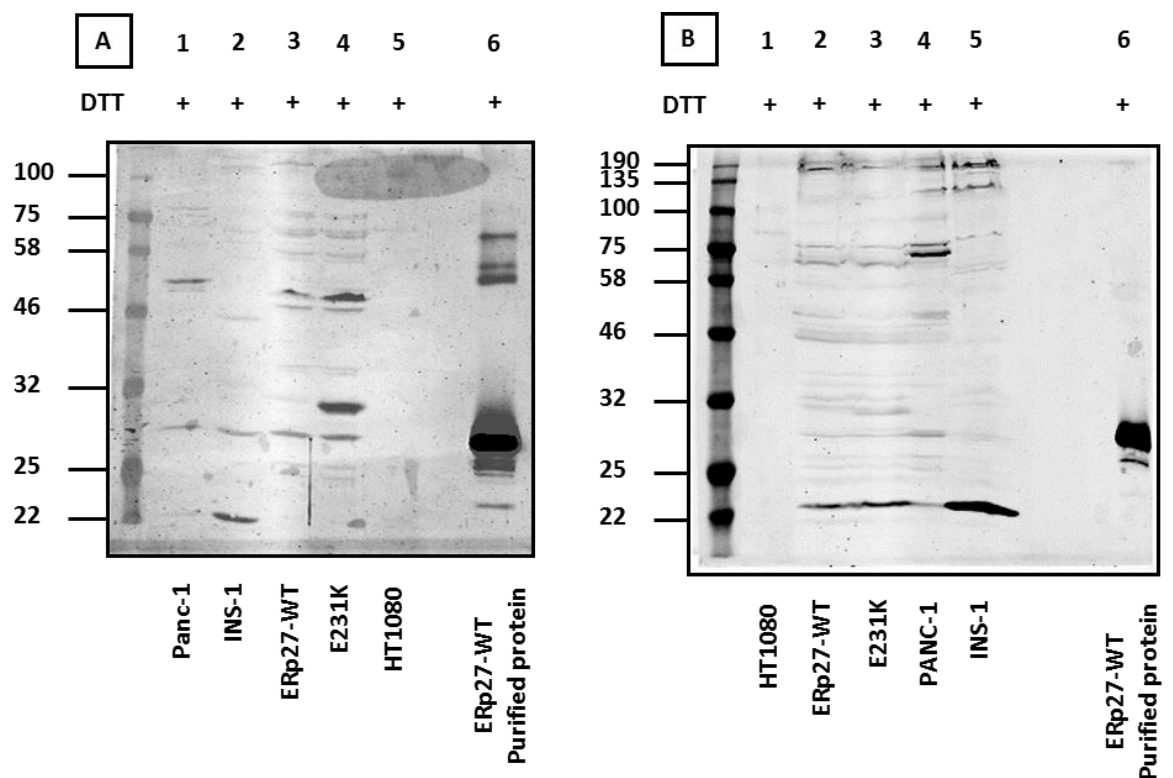 A 1 2 3 4 5 6
DTT + + + + + +
100
75
58
46
32
25
22
Panc-1
INS-1
ERp27-WT
E231K
HT1080
ERp27-WT
Purified protein
B 1 2 3 4 5 6
DTT + + + + + +
190
135
100
75
58
46
32
25
22
HT1080
ERp27-WT
E231K
PANC-1
INS-1
ERp27-WT
Purified protein